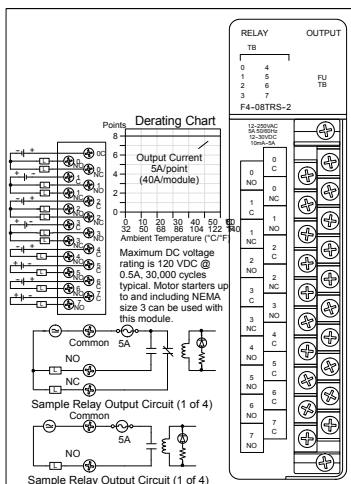 RELAY OUTPUT
TB
0 4
1 5
2 6
3 7
FU
TB
F4-08TRS-2
12-250VAC
5A 50/60Hz
12-30VDC
10mA-5A
0
C
0
NO
0
NC
1
C
1
NO
1
NC
2
C
2
NO
2
NC
3
C
3
NO
3
NC
4
C
4
NO
5
C
5
NO
6
C
6
NO
7
C
7
NO
Derating Chart
Points
8
6
4
2
0
Output Current
5A/point
(40A/module)
0 10 20 30 40 50 60
32 50 68 86 104 122 140
Ambient Temperature (°C/°F)
Maximum DC voltage
rating is 120 VDC @
0.5A, 30,000 cycles
typical. Motor starters up
to and including NEMA
size 3 can be used with
this module.
Common
5A
NO
L
NC
L
Sample Relay Output Circuit (1 of 4)
Common
5A
NO
L
Sample Relay Output Circuit (1 of 4)